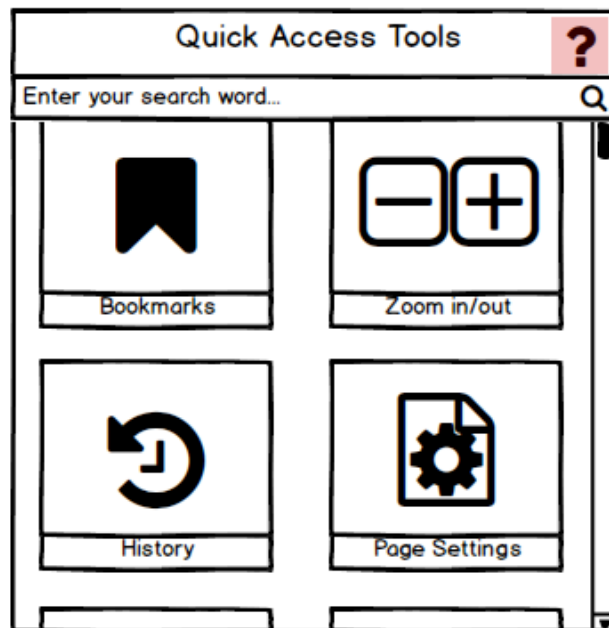 Quick Access Tools
?
Enter your search word...
Bookmarks
Zoom in/out
History
Page Settings